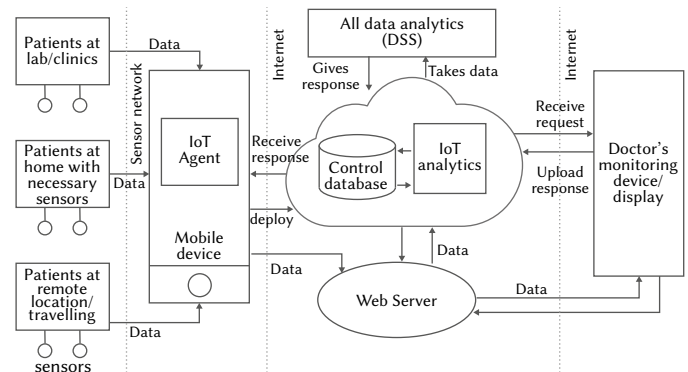 Patients at
lab/clinics
Data
Sensor network
Internet
All data analytics
(DSS)
Gives
response
Takes data
Internet
Receive
request
IoT
Agent
Receive
response
Control
database
IoT
analytics
Doctor's
monitoring
device/
display
Upload
response
Patients at
home with
necessary
sensors
Data
deploy
Mobile
device
Data
Data
Patients at
remote
location/
travelling
Data
sensors
Web Server
Data